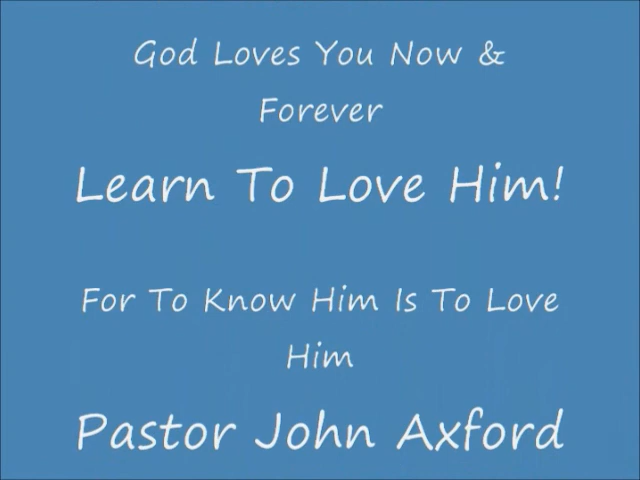 God Loves You Now &
Forever
Learn To Love Him!
For To Know Him Is To Love
Him
Pastor John Axford